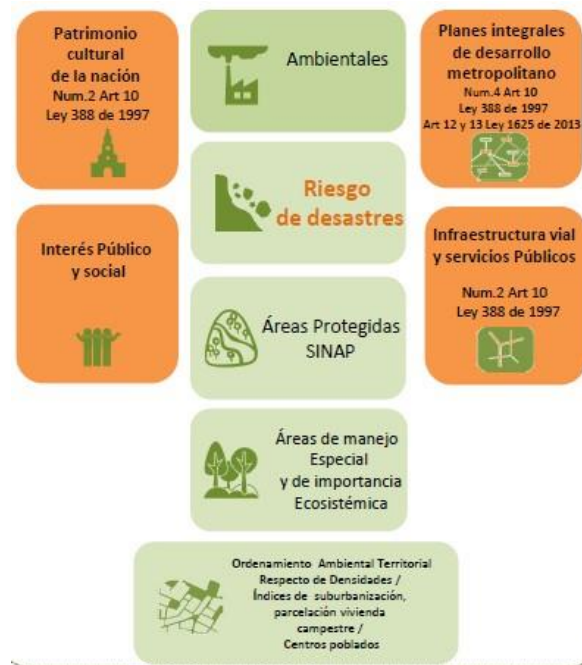 Patrimonio
cultural
de la nación
Num.2 Art 10
Ley 388 de 1997
Ambientales
Planes integrales
de desarrollo
metropolitano
Num.4 Art 10
Ley 388 de 1997
Art 12 y 13 Ley 1625 de 2013
Riesgo
de desastres
Interés Público
y social
Infraestructura vial
y servicios Públicos
Num.2 Art 10
Ley 388 de 1997
Áreas Protegidas
SINAP
Áreas de manejo
Especial
y de importancia
Ecosistémica
Ordenamiento Ambiental Territorial
Respecto de Densidades /
Índices de suburbanización,
parcelación vivienda
campestre /
Centros poblados